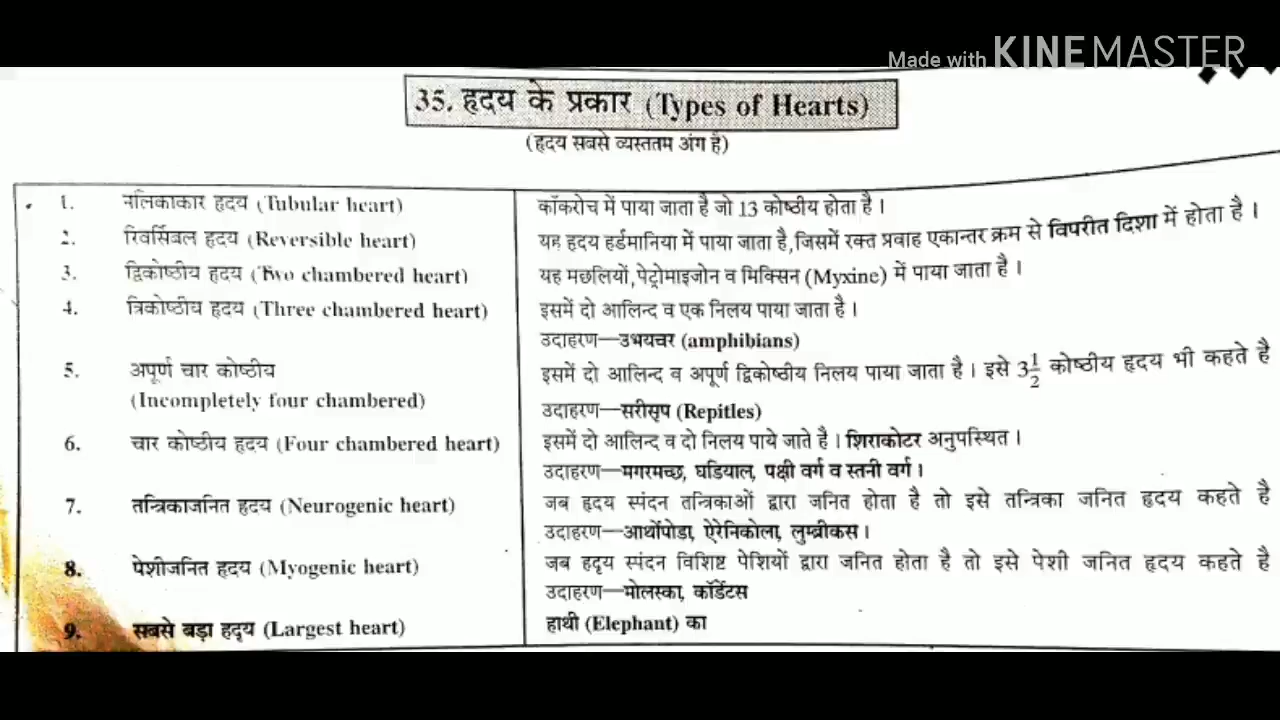 Made with KINEMASTER
35. हृदय के प्रकार (Types of Hearts)
(हृदय सबसे व्यस्ततम अंग है)
1. नलिकाकार हृदय (Tubular heart) कॉकरोच में पाया जाता है जो 13 कोष्ठीय होता है।
2. रिवर्सिबल हृदय (Reversible heart) यह हृदय हर्डमानिया में पाया जाता है, जिसमें रक्त प्रवाह एकान्तर क्रम से विपरीत दिशा में होता है।
3. द्विकोष्ठीय हृदय (Two chambered heart) यह मछलियों, पेट्रोमाइजोन व मिक्सिन (Myxine) में पाया जाता है।
4. त्रिकोष्ठीय हृदय (Three chambered heart) इसमें दो आलिन्द व एक निलय पाया जाता है।
उदाहरण—उभयचर (amphibians)
5. अपूर्ण चार कोष्ठीय इसमें दो आलिन्द व अपूर्ण द्विकोष्ठीय निलय पाया जाता है। इसे 3 1/2 कोष्ठीय हृदय भी कहते है
(Incompletely four chambered) उदाहरण—सरीसृप (Repitles)
6. चार कोष्ठीय हृदय (Four chambered heart) इसमें दो आलिन्द व दो निलय पाये जाते है। शिराकोटर अनुपस्थित।
उदाहरण—मगरमच्छ, घडियाल, पक्षी वर्ग व स्तनी वर्ग।
7. तन्त्रिकाजनित हृदय (Neurogenic heart) जब हृदय स्पंदन तन्त्रिकाओं द्वारा जनित होता है तो इसे तन्त्रिका जनित हृदय कहते है
उदाहरण—आर्थोपोडा, ऐरेनिकोला, लुम्ब्रीकस।
8. पेशीजनित हृदय (Myogenic heart) जब हृदय स्पंदन विशिष्ट पेशियों द्वारा जनित होता है तो इसे पेशी जनित हृदय कहते है
उदाहरण—मोलस्का, कॉर्डेटस
9. सबसे बड़ा हृदय (Largest heart) हाथी (Elephant) का